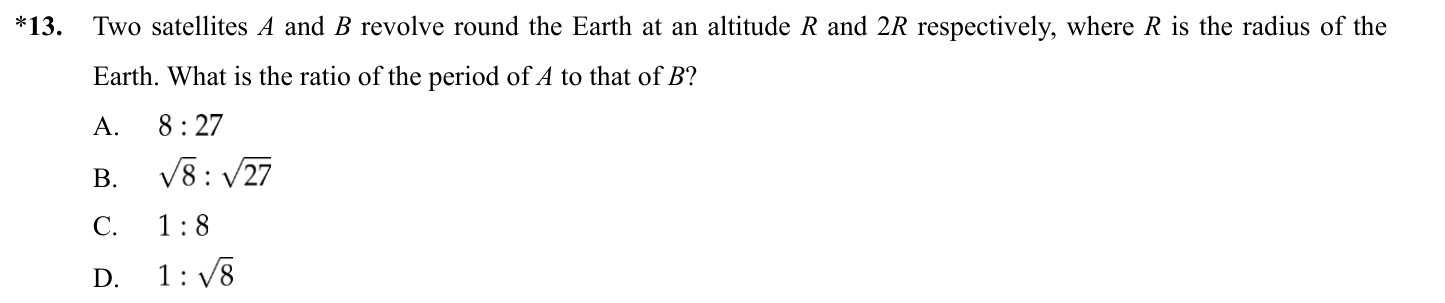 *13. Two satellites A and B revolve round the Earth at an altitude R and 2R respectively, where R is the radius of the
Earth. What is the ratio of the period of A to that of B?
A. 8 : 27
B. √8 : √27
C. 1 : 8
D. 1 : √8